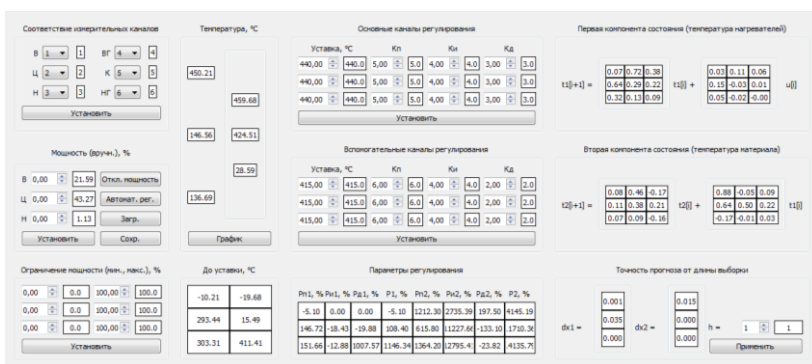 Соответствие измерительных каналов
В 1 1 ВГ 4 4
Ц 2 2 К 5 5
Н 3 3 НГ 6 6
Установить
Мощность (вручн.), %
В 0,00 21.59 Откл. мощность
Ц 0,00 43.27 Автомат. рег.
Н 0,00 1.13 Загр.
Установить Сохр.
Ограничение мощности (мин., макс.), %
0,00 0.0 100,00 100.0
0,00 0.0 100,00 100.0
0,00 0.0 100,00 100.0
Установить
Температура, °C
450.21
459.68
146.56 424.51
28.59
136.69
График
До уставки, °C
-10.21 -19.68
293.44 15.49
303.31 411.41
Основные каналы регулирования
Уставка, °C Кп Ки Кд
440,00 440.0 5,00 5.0 4,00 4.0 3,00 3.0
440,00 440.0 5,00 5.0 4,00 4.0 3,00 3.0
440,00 440.0 5,00 5.0 4,00 4.0 3,00 3.0
Установить
Вспомогательные каналы регулирования
Уставка, °C Кп Ки Кд
415,00 415.0 6,00 6.0 4,00 4.0 2,00 2.0
415,00 415.0 6,00 6.0 4,00 4.0 2,00 2.0
415,00 415.0 6,00 6.0 4,00 4.0 2,00 2.0
Установить
Параметры регулирования
Рп1, % Ри1, % Рд1, % Р1, % Рп2, % Ри2, % Рд2, % Р2, %
-5.10 0.00 0.00 -5.10 1212.30 2735.39 197.50 4145.19
146.72 -18.43 -19.88 108.40 615.80 11227.66 -133.10 11710.36
151.66 -12.88 1007.57 1146.34 1364.20 12795.41 -23.82 14135.79
Первая компонента состояния (температура нагревателей)
0.07 0.72 0.38 0.03 0.11 0.06
t1[i+1] = 0.64 0.29 0.22 t1[i] + 0.15 -0.03 0.01 u[i]
0.32 0.13 0.09 0.05 -0.02 -0.00
Вторая компонента состояния (температура материала)
0.08 0.46 -0.17 0.88 -0.05 0.09
t2[i+1] = 0.11 0.38 0.21 t2[i] + 0.64 0.50 0.22 t1[i]
0.07 0.09 -0.16 -0.17 -0.01 0.03
Точность прогноза от длины выборки
0.001 0.015
dx1 = 0.035 dx2 = 0.000 h = 1 1
0.000 0.000 Применить